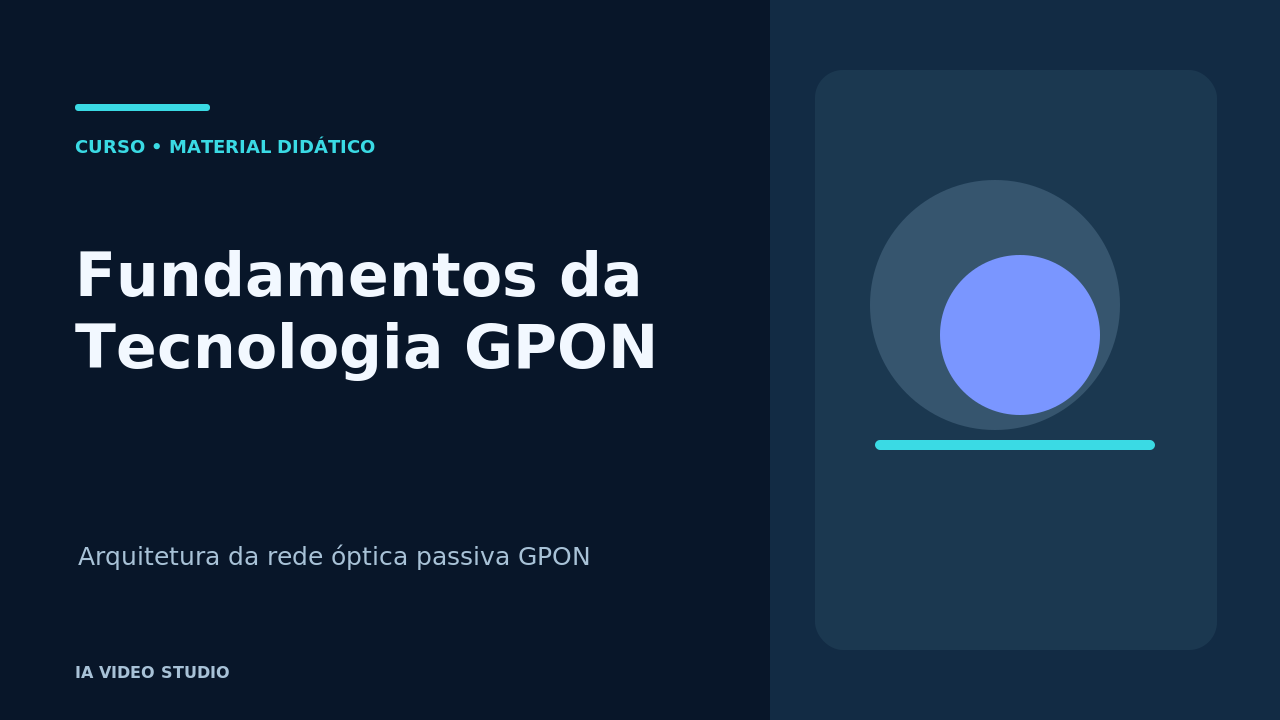 CURSO • MATERIAL DIDÁTICO
Fundamentos da
Tecnologia GPON
Arquitetura da rede óptica passiva GPON
IA VIDEO STUDIO